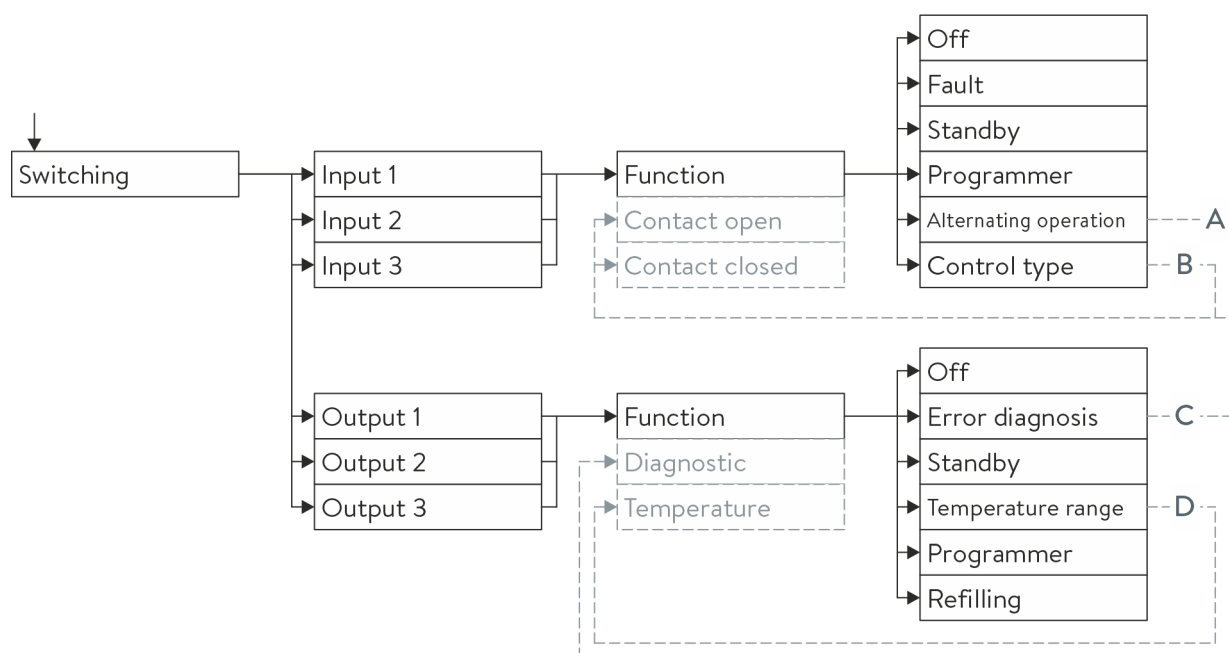 Switching
Input 1
Input 2
Input 3
Function
Contact open
Contact closed
Off
Fault
Standby
Programmer
Alternating operation
A
Control type
B
Output 1
Output 2
Output 3
Function
Diagnostic
Temperature
Off
Error diagnosis
C
Standby
Temperature range
D
Programmer
Refilling